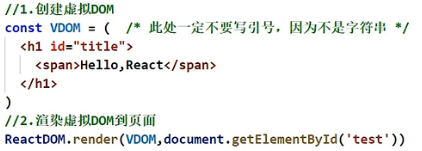 //1.创建虚拟DOM
const VDOM = (  /* 此处一定不要写引号，因为不是字符串 */
  <h1 id="title">
    <span>Hello,React</span>
  </h1>
)
//2.渲染虚拟DOM到页面
ReactDOM.render(VDOM,document.getElementById('test'))